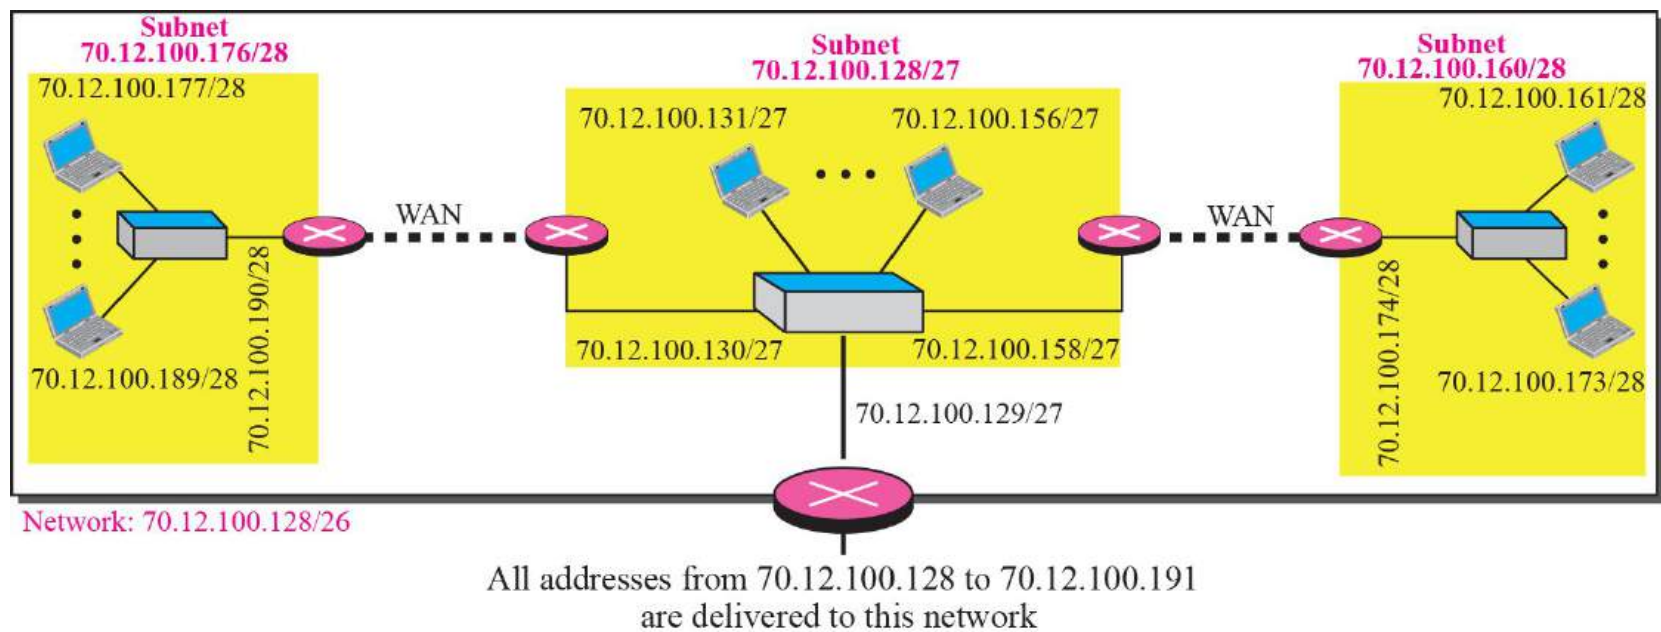 Subnet
70.12.100.176/28
70.12.100.177/28
70.12.100.189/28
70.12.100.190/28
WAN
Subnet
70.12.100.128/27
70.12.100.131/27
70.12.100.156/27
70.12.100.130/27
70.12.100.158/27
70.12.100.129/27
WAN
Subnet
70.12.100.160/28
70.12.100.161/28
70.12.100.174/28
70.12.100.173/28
Network: 70.12.100.128/26
All addresses from 70.12.100.128 to 70.12.100.191
are delivered to this network